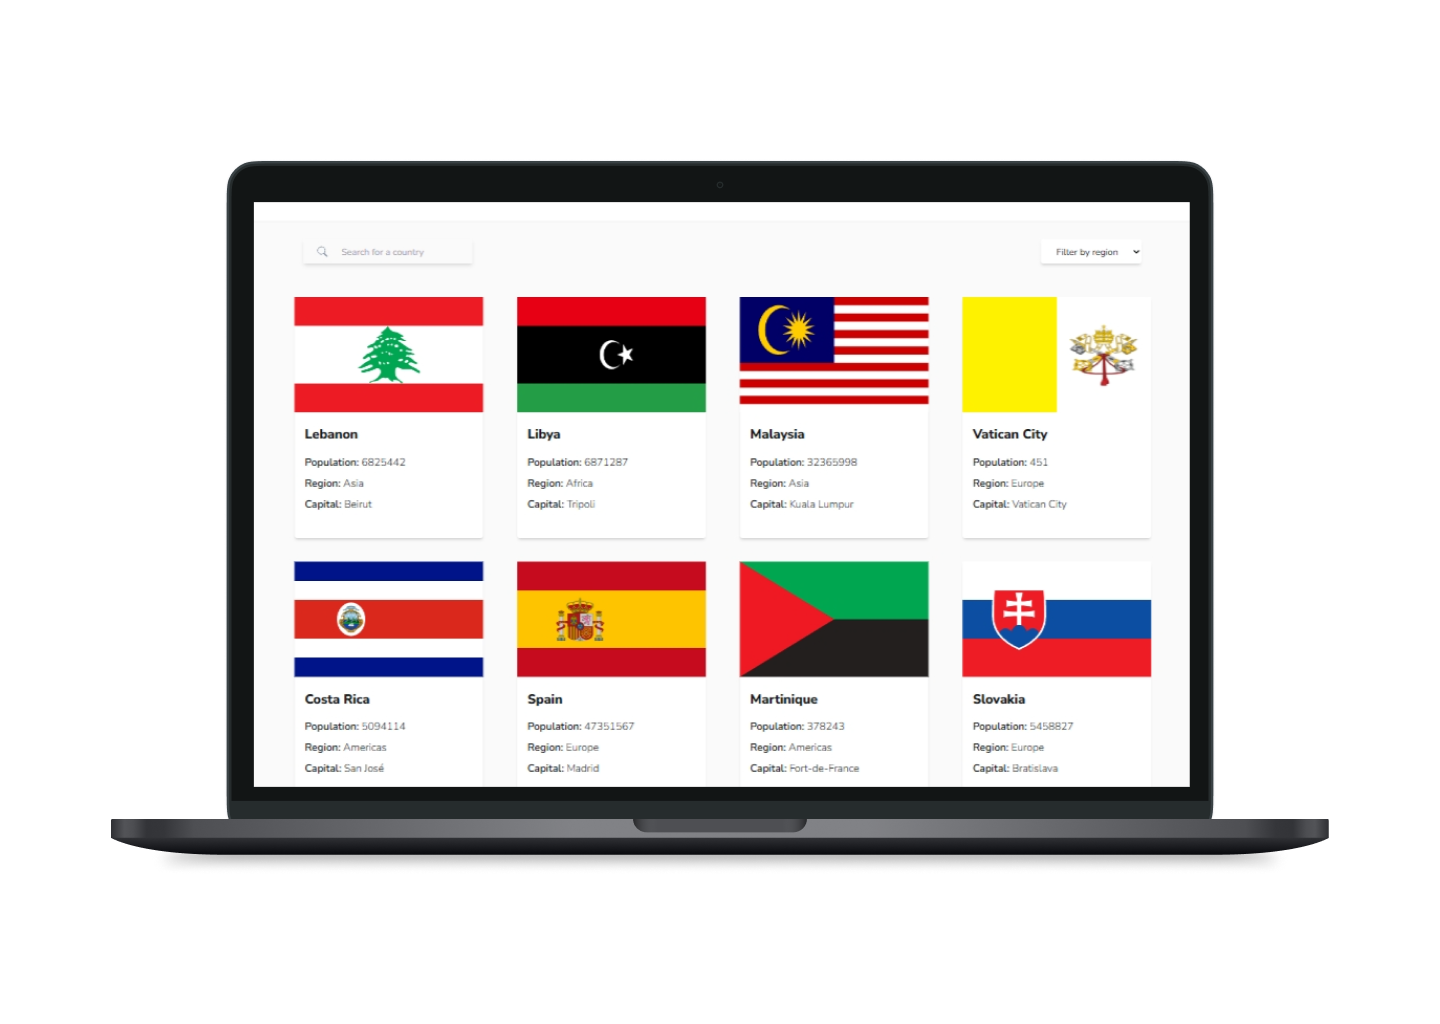 Search for a country
Filter by region
Lebanon
Population: 6825442
Region: Asia
Capital: Beirut
Libya
Population: 6871287
Region: Africa
Capital: Tripoli
Malaysia
Population: 32365998
Region: Asia
Capital: Kuala Lumpur
Vatican City
Population: 451
Region: Europe
Capital: Vatican City
Costa Rica
Population: 5094114
Region: Americas
Capital: San José
Spain
Population: 47351567
Region: Europe
Capital: Madrid
Martinique
Population: 378243
Region: Americas
Capital: Fort-de-France
Slovakia
Population: 5458827
Region: Europe
Capital: Bratislava